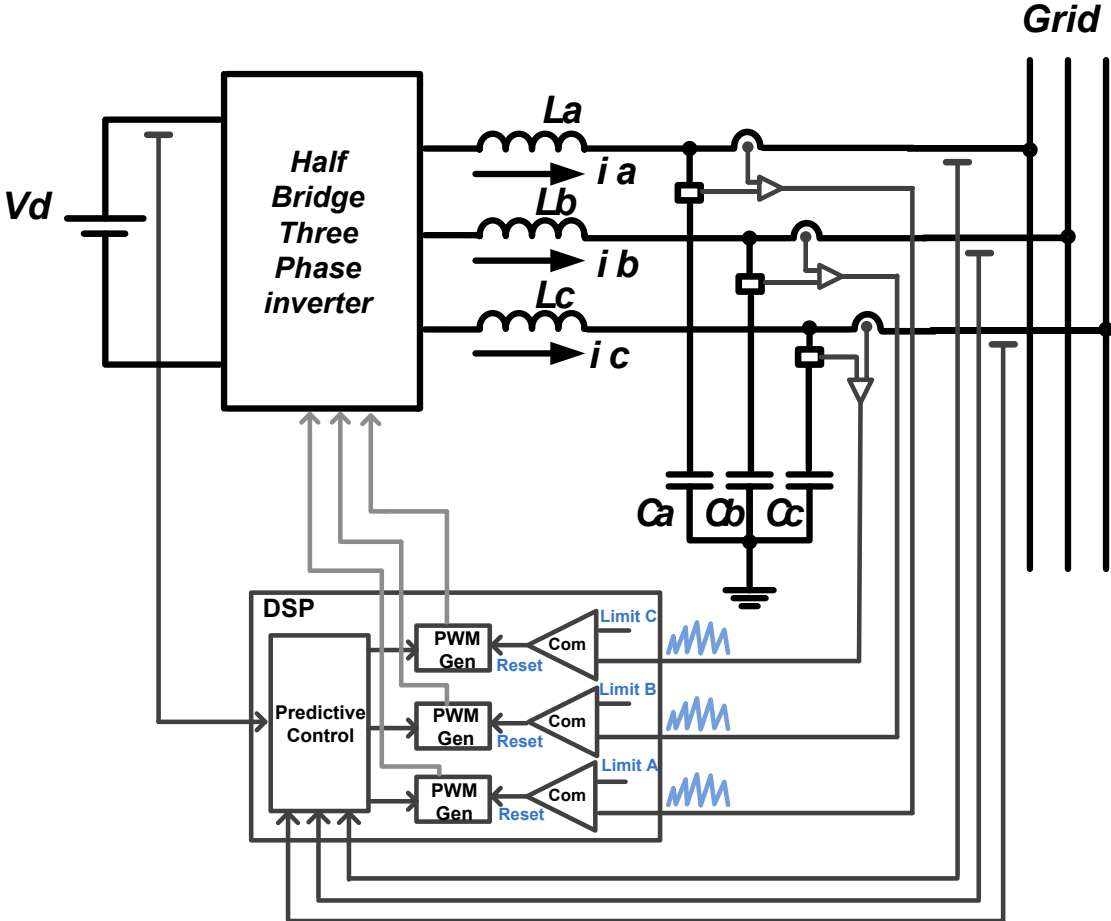 Grid
La
Half
Bridge
Three
Phase
inverter
i a
Vd
Lb
i b
Lc
i c
Ca
Cb
Cc
DSP
Limit C
PWM
Gen
Com
Reset
Limit B
Predictive
Control
PWM
Gen
Com
Reset
Limit A
PWM
Gen
Com
Reset